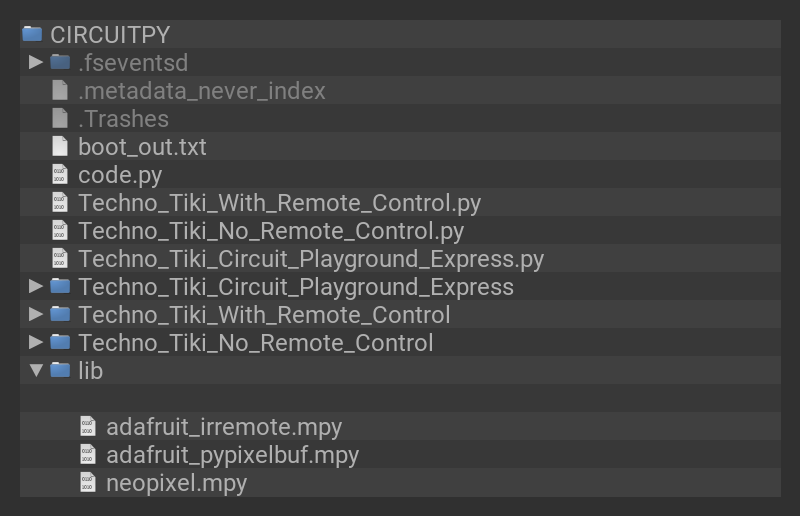 CIRCUITPY
.fseventsd
.metadata_never_index
.Trashes
boot_out.txt
code.py
Techno_Tiki_With_Remote_Control.py
Techno_Tiki_No_Remote_Control.py
Techno_Tiki_Circuit_Playground_Express.py
Techno_Tiki_Circuit_Playground_Express
Techno_Tiki_With_Remote_Control
Techno_Tiki_No_Remote_Control
lib
adafruit_irremote.mpy
adafruit_pypixelbuf.mpy
neopixel.mpy